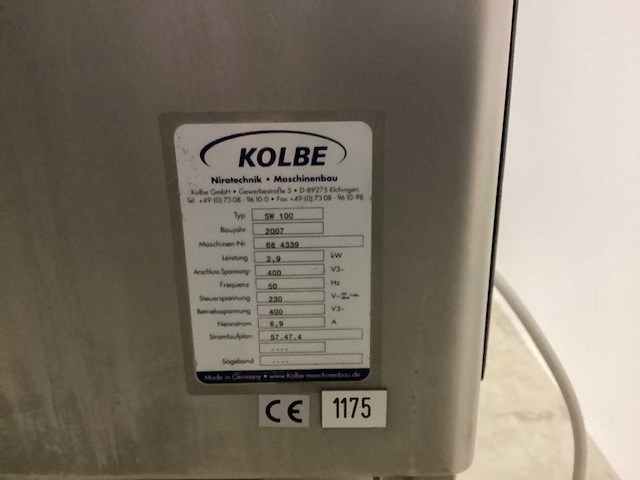 KOLBE
Nirotechnik • Maschinenbau
Kolbe GmbH • Gewerbestraße 5 • D-89275 Elchingen
Tel. +49 (0) 73 08 - 96 10-0 • Fax +49 (0) 73 08 - 96 10-98
Typ SW 100
Baujahr 2007
Maschinen-Nr. 68 4339
Leistung 2,9 kW
Anschluss-Spannung 400 V3~
Frequenz 50 Hz
Steuerspannung 230 V~
Betriebsspannung 400 V3~
Nennstrom 6,9 A
Stromlaufplan 57.47.4
----
Sägeband ----
Made in Germany • www.Kolbe-maschinenbau.de
CE 1175